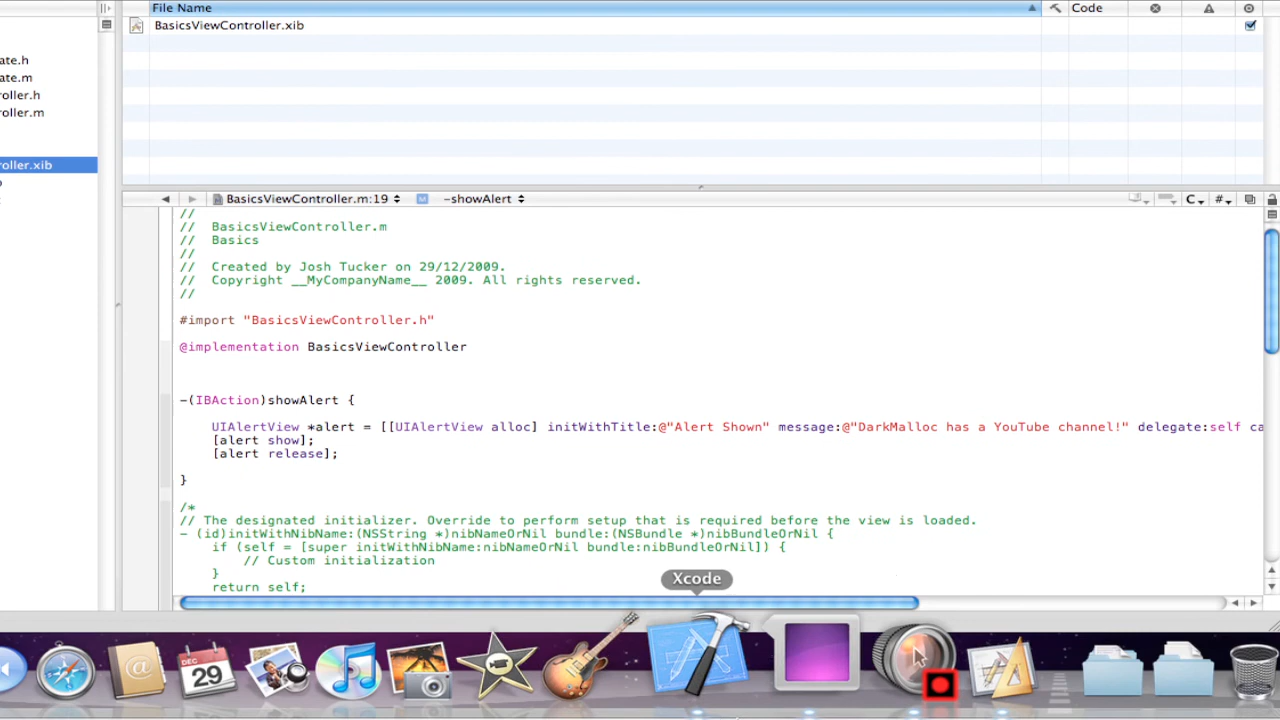 File Name
Code
BasicsViewController.xib
ate.h
ate.m
oller.h
oller.m
oller.xib
BasicsViewController.m:19
M
-showAlert
C
#
//
// BasicsViewController.m
// Basics
//
// Created by Josh Tucker on 29/12/2009.
// Copyright __MyCompanyName__ 2009. All rights reserved.
//
#import "BasicsViewController.h"
@implementation BasicsViewController
-(IBAction)showAlert {
UIAlertView *alert = [[UIAlertView alloc] initWithTitle:@"Alert Shown" message:@"DarkMalloc has a YouTube channel!" delegate:self ca
[alert show];
[alert release];
}
/*
// The designated initializer. Override to perform setup that is required before the view is loaded.
- (id)initWithNibName:(NSString *)nibNameOrNil bundle:(NSBundle *)nibBundleOrNil {
if (self = [super initWithNibName:nibNameOrNil bundle:nibBundleOrNil]) {
// Custom initialization
}
return self;
Xcode
DEC
29